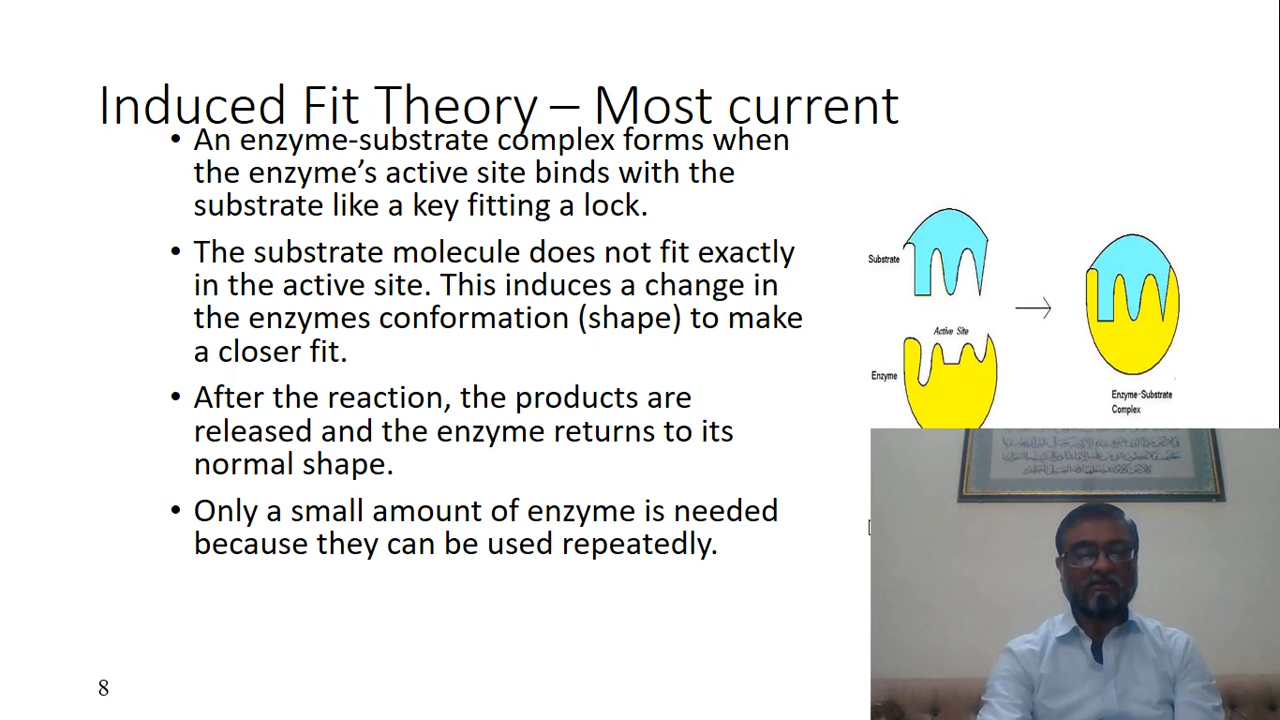 Induced Fit Theory – Most current
• An enzyme-substrate complex forms when
the enzyme’s active site binds with the
substrate like a key fitting a lock.
• The substrate molecule does not fit exactly
in the active site. This induces a change in
the enzymes conformation (shape) to make
a closer fit.
• After the reaction, the products are
released and the enzyme returns to its
normal shape.
• Only a small amount of enzyme is needed
because they can be used repeatedly.
Substrate
Active Site
Enzyme
Enzyme-Substrate
Complex
8